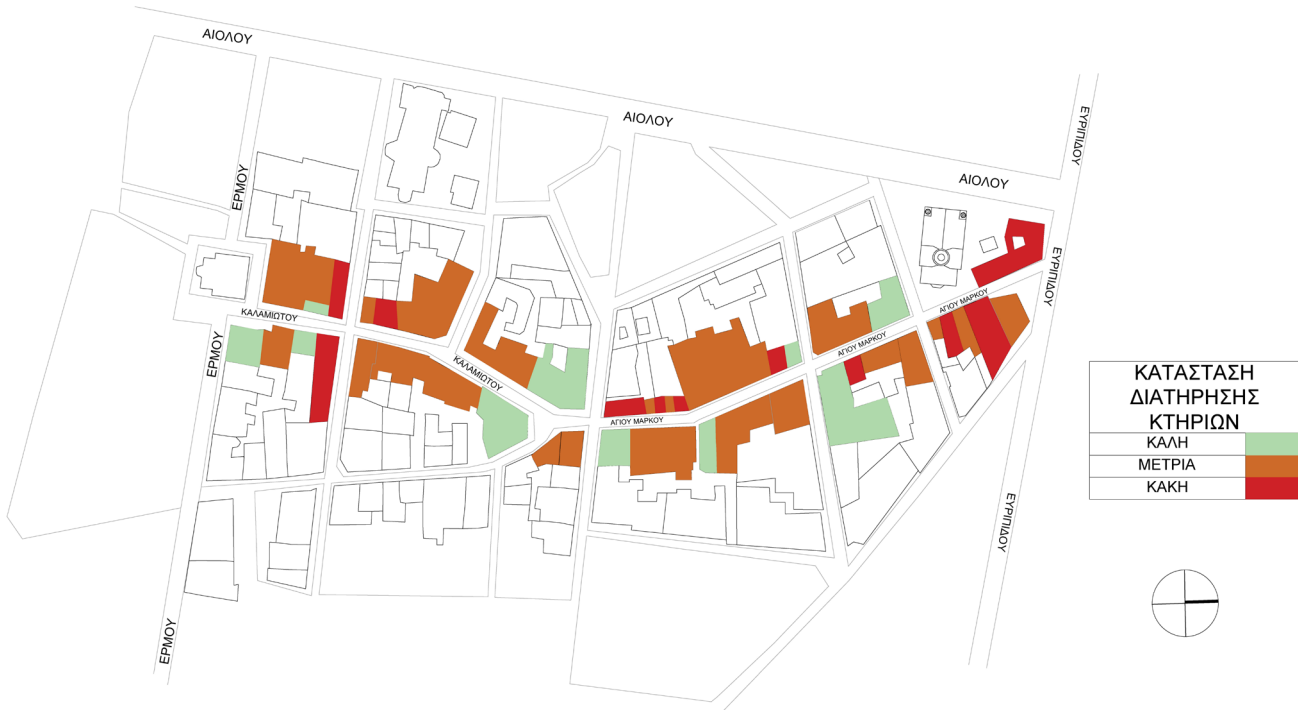 ΑΙΟΛΟΥ
ΑΙΟΛΟΥ
ΕΥΡΙΠΙΔΟΥ
ΑΙΟΛΟΥ
ΕΡΜΟΥ
ΕΥΡΙΠΙΔΟΥ
ΑΓΙΟΥ ΜΑΡΚΟΥ
ΚΑΛΑΜΙΩΤΟΥ
ΑΓΙΟΥ ΜΑΡΚΟΥ
ΕΡΜΟΥ
ΚΑΛΑΜΙΩΤΟΥ
ΑΓΙΟΥ ΜΑΡΚΟΥ
ΕΥΡΙΠΙΔΟΥ
ΕΡΜΟΥ
ΚΑΤΑΣΤΑΣΗ
ΔΙΑΤΗΡΗΣΗΣ
ΚΤΗΡΙΩΝ
ΚΑΛΗ
ΜΕΤΡΙΑ
ΚΑΚΗ